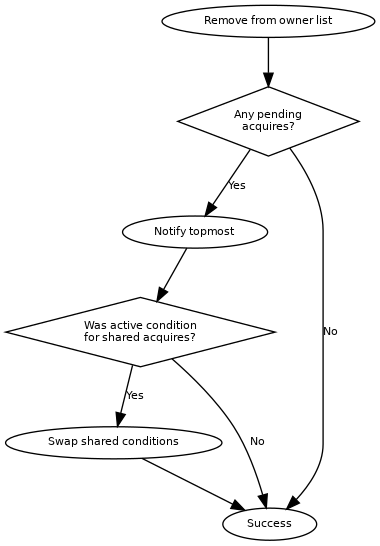 Remove from owner list
Any pending
acquires?
Yes
Notify topmost
No
Was active condition
for shared acquires?
Yes
Swap shared conditions
No
Success